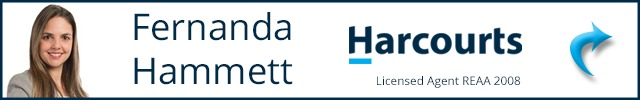 Fernanda
Hammett
Harcourts
Licensed Agent REAA 2008